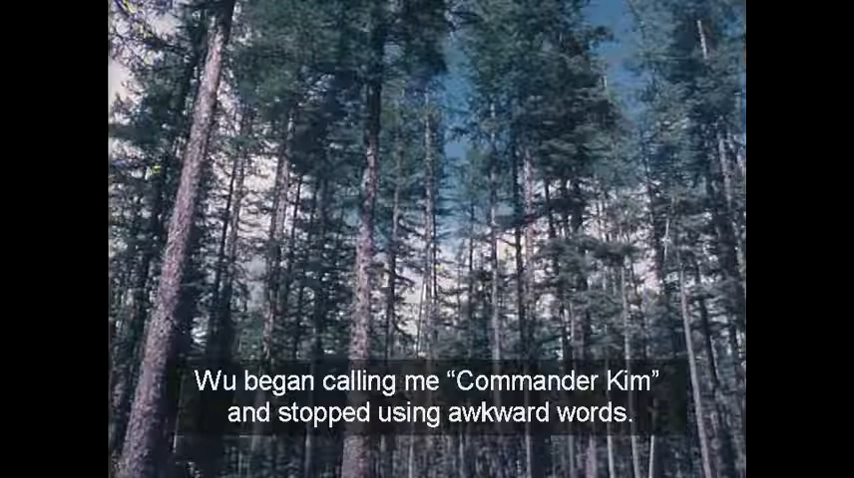 Wu began calling me “Commander Kim”
and stopped using awkward words.